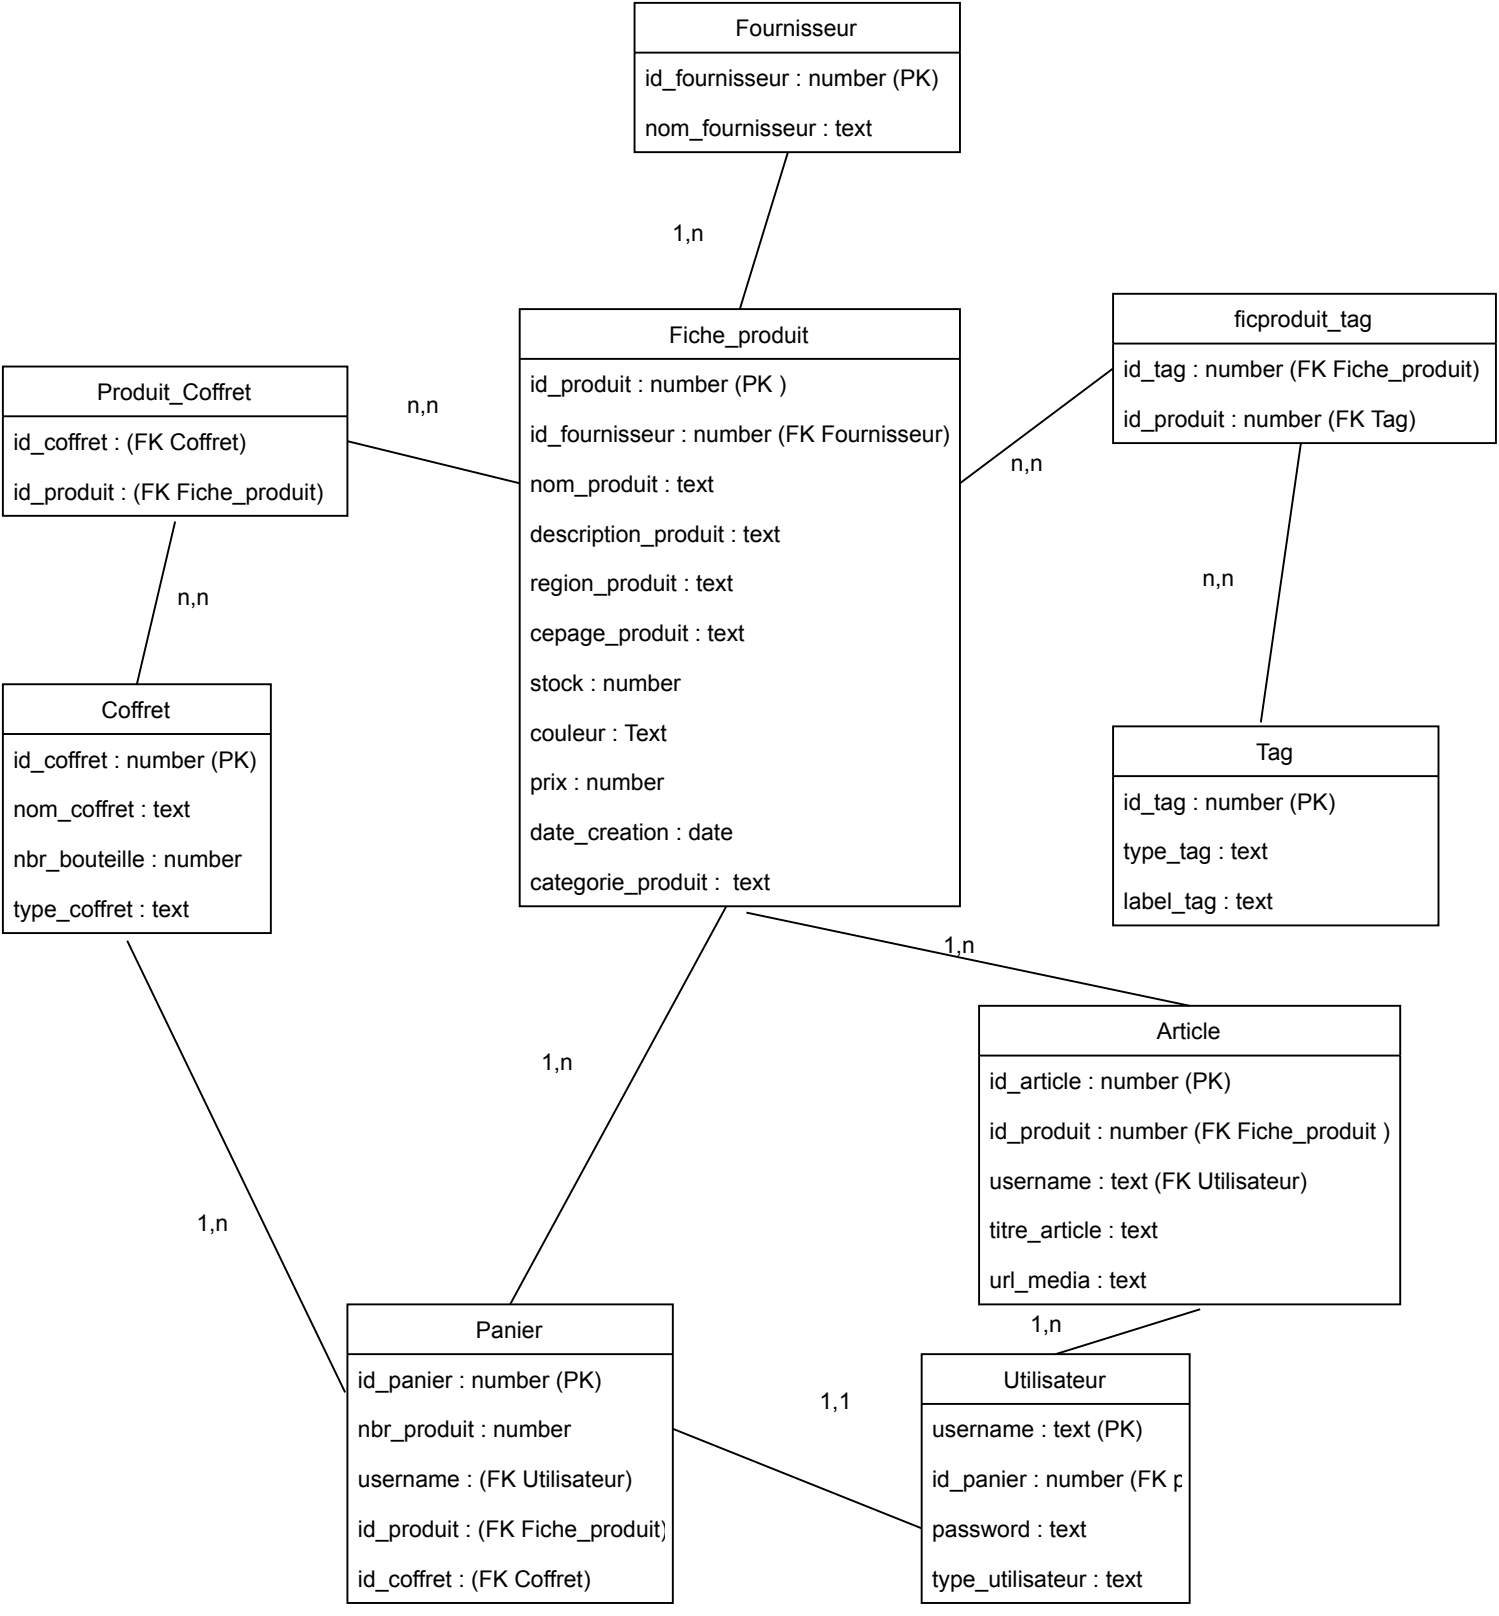 Fournisseur
id_fournisseur : number (PK)
nom_fournisseur : text
1,n
Fiche_produit
id_produit : number (PK )
id_fournisseur : number (FK Fournisseur)
nom_produit : text
description_produit : text
region_produit : text
cepage_produit : text
stock : number
couleur : Text
prix : number
date_creation : date
categorie_produit :  text
ficproduit_tag
id_tag : number (FK Fiche_produit)
id_produit : number (FK Tag)
n,n
n,n
Produit_Coffret
id_coffret : (FK Coffret)
id_produit : (FK Fiche_produit)
n,n
n,n
Coffret
id_coffret : number (PK)
nom_coffret : text
nbr_bouteille : number
type_coffret : text
Tag
id_tag : number (PK)
type_tag : text
label_tag : text
1,n
1,n
1,n
Article
id_article : number (PK)
id_produit : number (FK Fiche_produit )
username : text (FK Utilisateur)
titre_article : text
url_media : text
1,n
Panier
id_panier : number (PK)
nbr_produit : number
username : (FK Utilisateur)
id_produit : (FK Fiche_produit)
id_coffret : (FK Coffret)
1,1
Utilisateur
username : text (PK)
id_panier : number (FK p
password : text
type_utilisateur : text